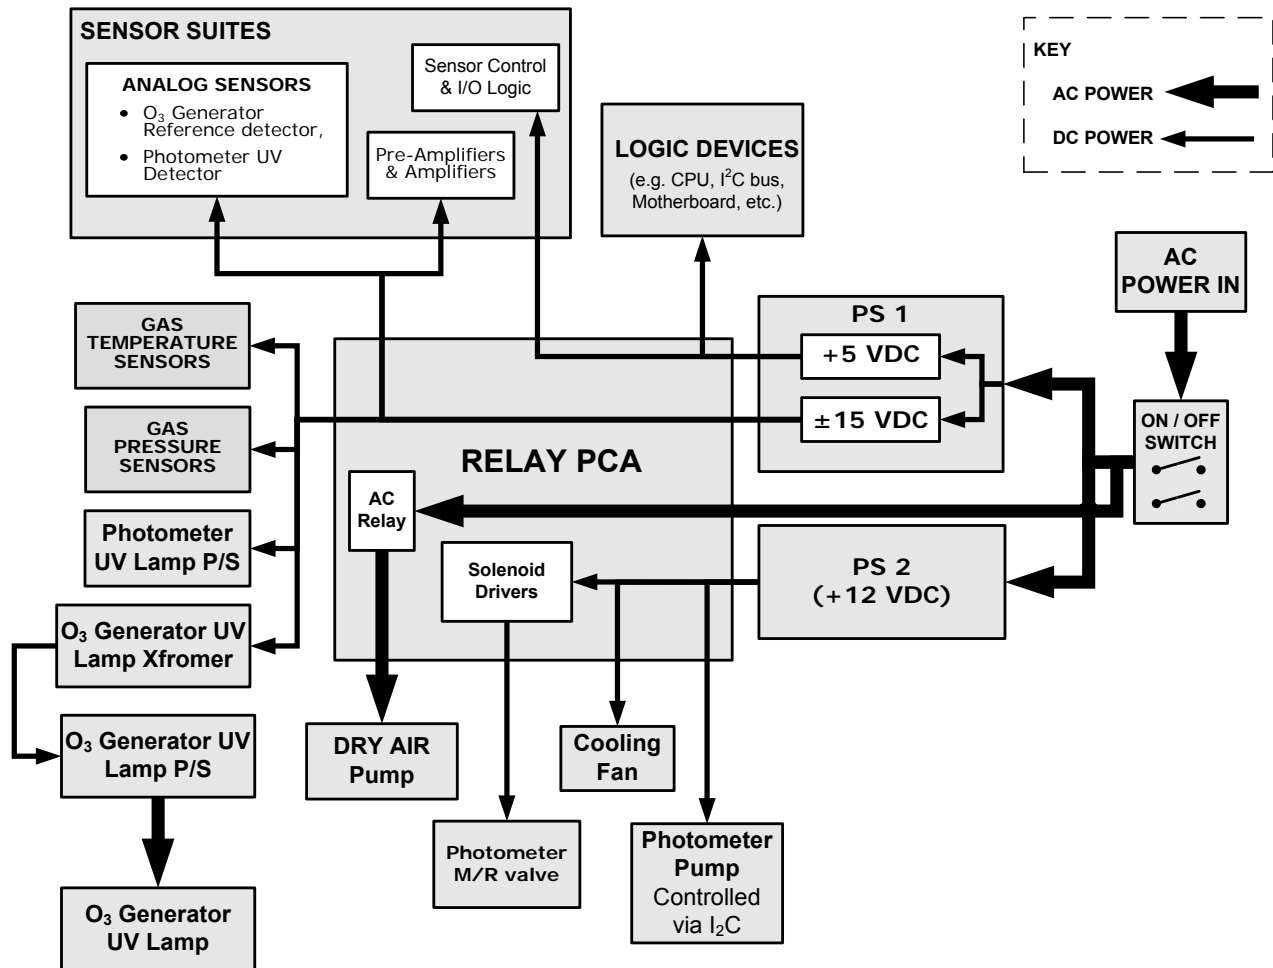 SENSOR SUITES
ANALOG SENSORS
• O₃ Generator
Reference detector,
• Photometer UV
Detector
Sensor Control
& I/O Logic
Pre-Amplifiers
& Amplifiers
LOGIC DEVICES
(e.g. CPU, I²C bus,
Motherboard, etc.)
KEY
AC POWER
DC POWER
AC
POWER IN
ON / OFF
SWITCH
PS 1
+5 VDC
±15 VDC
PS 2
(+12 VDC)
RELAY PCA
AC
Relay
Solenoid
Drivers
GAS
TEMPERATURE
SENSORS
GAS
PRESSURE
SENSORS
Photometer
UV Lamp P/S
O₃ Generator UV
Lamp Xfromer
O₃ Generator UV
Lamp P/S
O₃ Generator
UV Lamp
DRY AIR
Pump
Photometer
M/R valve
Cooling
Fan
Photometer
Pump
Controlled
via I₂C